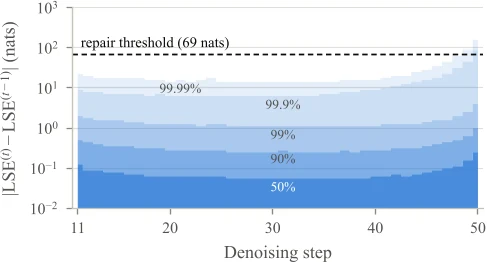 10³
repair threshold (69 nats)
10²
99.99%
10¹
99.9%
10⁰
99%
90%
10⁻¹
50%
10⁻²
|LSE⁽ᵗ⁾ – LSE⁽ᵗ⁻¹⁾| (nats)
11 20 30 40 50
Denoising step